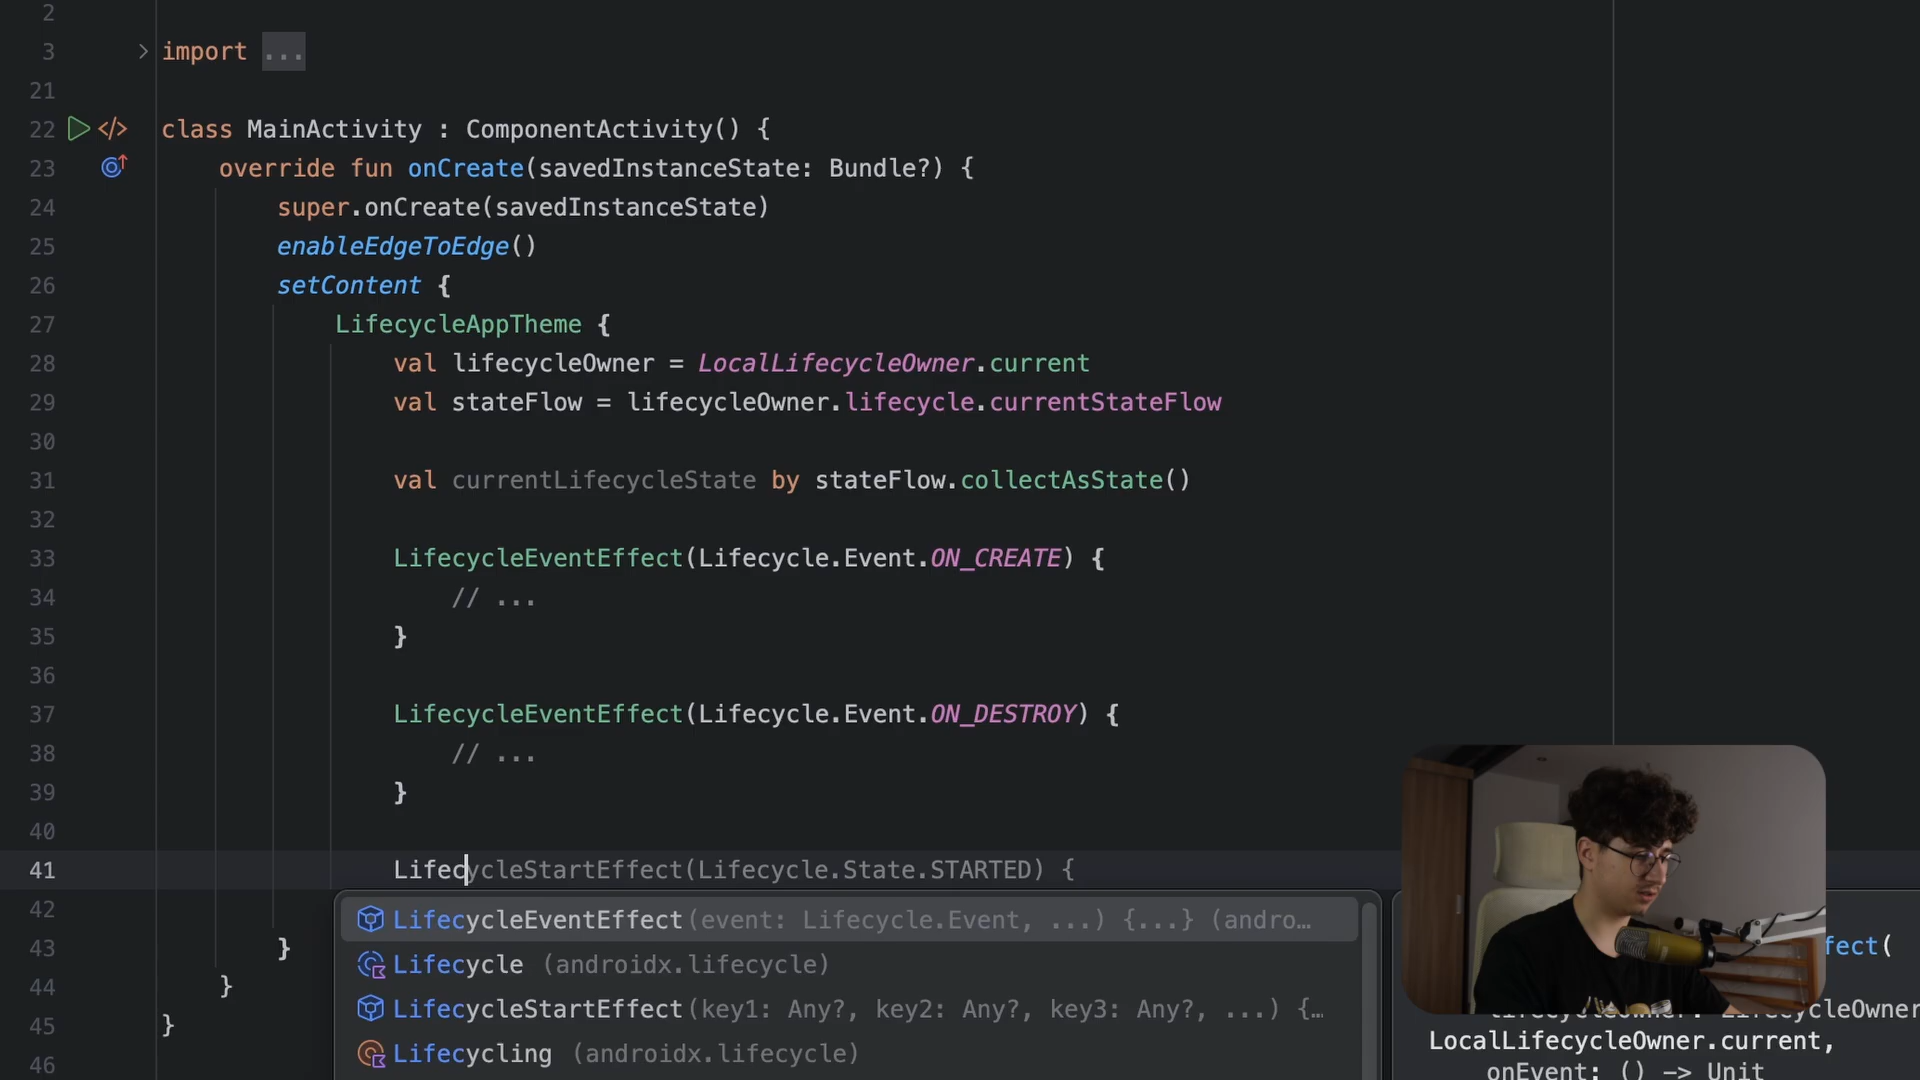 2
3 import ...
21
22 class MainActivity : ComponentActivity() {
23 override fun onCreate(savedInstanceState: Bundle?) {
24 super.onCreate(savedInstanceState)
25 enableEdgeToEdge()
26 setContent {
27 LifecycleAppTheme {
28 val lifecycleOwner = LocalLifecycleOwner.current
29 val stateFlow = lifecycleOwner.lifecycle.currentStateFlow
30
31 val currentLifecycleState by stateFlow.collectAsState()
32
33 LifecycleEventEffect(Lifecycle.Event.ON_CREATE) {
34 // ...
35 }
36
37 LifecycleEventEffect(Lifecycle.Event.ON_DESTROY) {
38 // ...
39 }
40
41 LifecycleStartEffect(Lifecycle.State.STARTED) {
42
43 }
44 }
45 }
46
LifecycleEventEffect(event: Lifecycle.Event, ...) {...} (andro...
Lifecycle (androidx.lifecycle)
LifecycleStartEffect(key1: Any?, key2: Any?, key3: Any?, ...) {...
Lifecycling (androidx.lifecycle)
fect(
LocalLifecycleOwner.current,
onEvent: () -> Unit